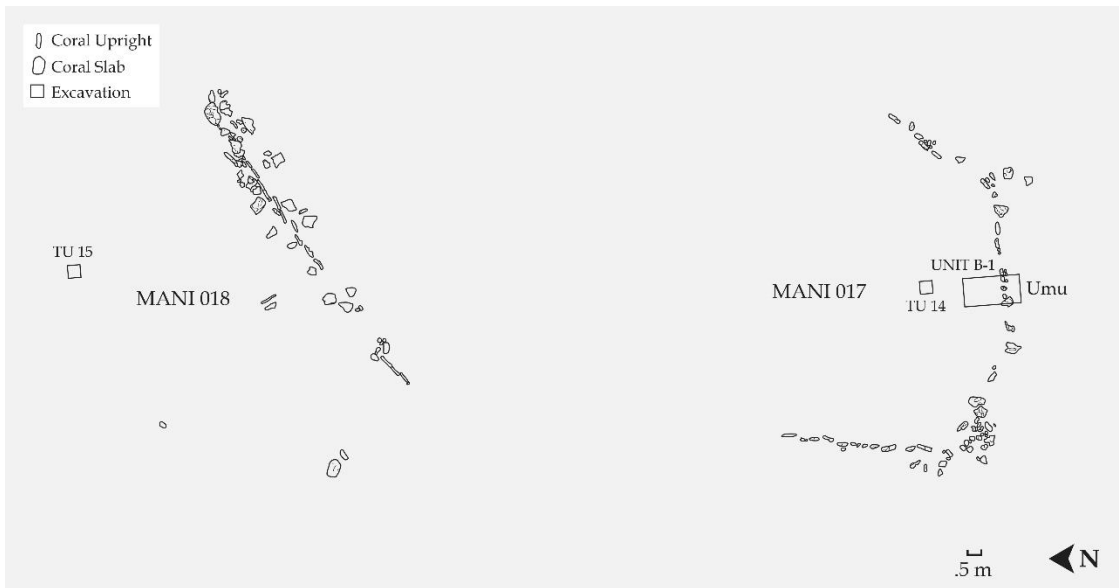 Coral Upright
Coral Slab
Excavation
TU 15
MANI 018
UNIT B-1
MANI 017
TU 14
Umu
.5 m
N